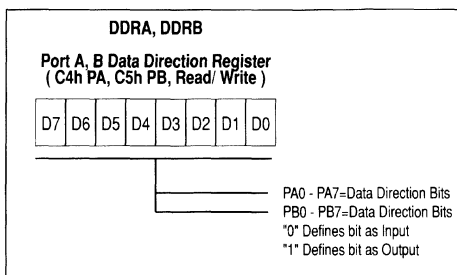 DDRA, DDRB
Port A, B Data Direction Register
( C4h PA, C5h PB, Read/ Write )
D7 D6 D5 D4 D3 D2 D1 D0
PA0 - PA7=Data Direction Bits
PB0 - PB7=Data Direction Bits
"0" Defines bit as Input
"1" Defines bit as Output